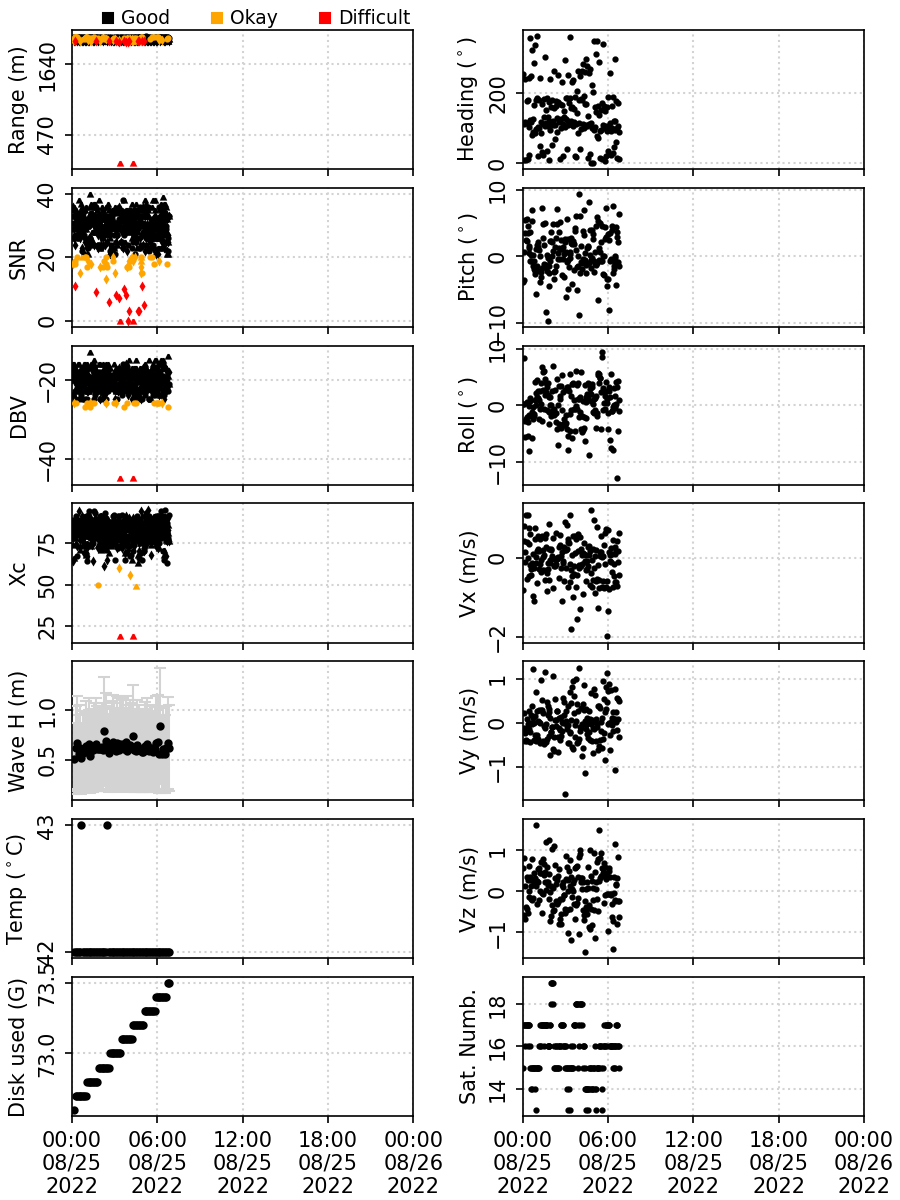 Good Okay Difficult
Range (m)
1640
470
Heading (°)
200
0
SNR
40
20
0
Pitch (°)
10
0
−10
DBV
−20
−40
Roll (°)
10
0
−10
Xc
75
50
25
Vx (m/s)
0
−2
Wave H (m)
1.0
0.5
Vy (m/s)
1
0
−1
Temp (°C)
43
42
Vz (m/s)
1
0
−1
Disk used (G)
73.5
73.0
Sat. Numb.
18
16
14
00:00 06:00 12:00 18:00 00:00
08/25 08/25 08/25 08/25 08/26
2022 2022 2022 2022 2022
00:00 06:00 12:00 18:00 00:00
08/25 08/25 08/25 08/25 08/26
2022 2022 2022 2022 2022